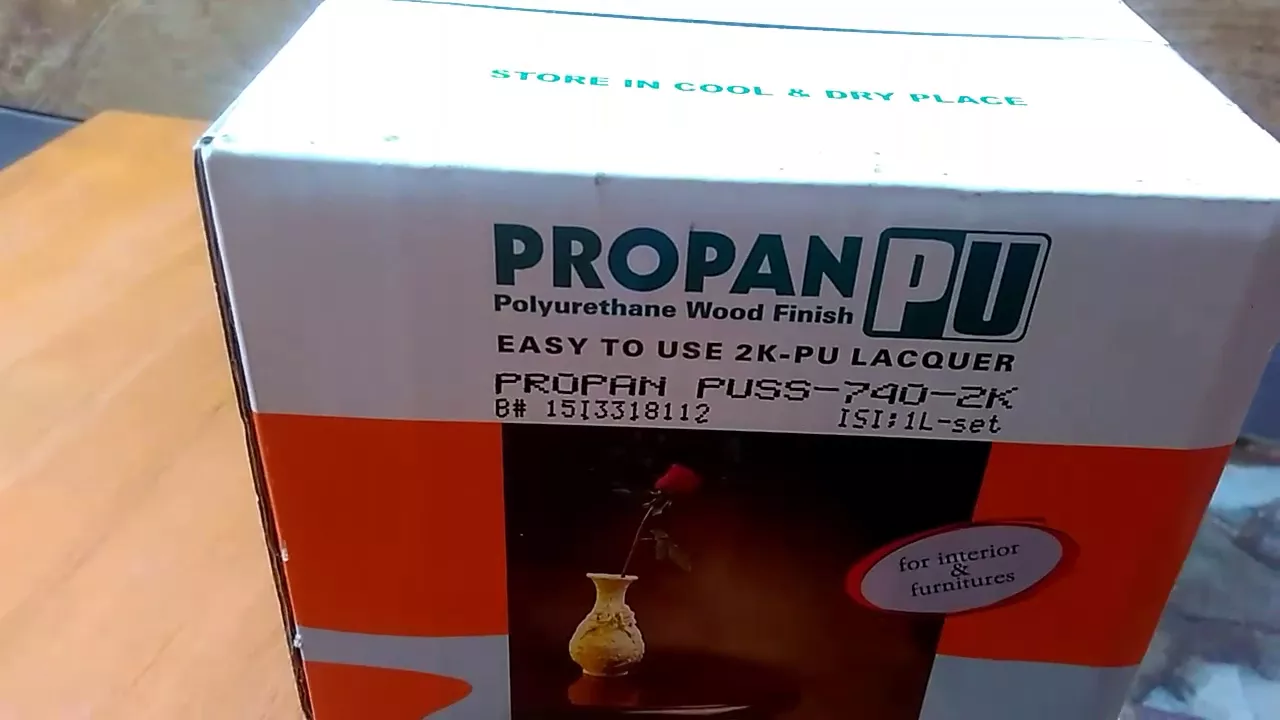 STORE IN COOL & DRY PLACE
PROPAN PU
Polyurethane Wood Finish
EASY TO USE 2K-PU LACQUER
PROPAN PUSS-740-2K
B# 15I3318112 ISI:1L-set
for interior
&
furnitures